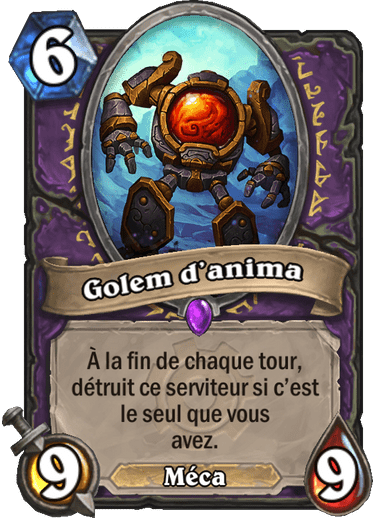 6
Golem d'anima
À la fin de chaque tour,
détruit ce serviteur si c'est
le seul que vous
avez.
9
Méca
9